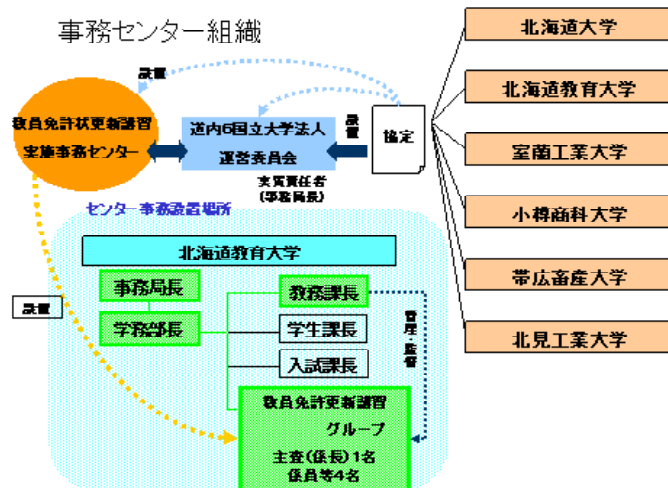 事務センター組織
設置
教員免許状更新講習
実施事務センター
道内6国立大学法人
運営委員会
設置
協定
実質責任者
(事務局長)
北海道大学
北海道教育大学
室蘭工業大学
小樽商科大学
帯広畜産大学
北見工業大学
センター事務設置場所
北海道教育大学
設置
事務局長
学務部長
教務課長
学生課長
入試課長
管理・監督
教員免許更新講習
グループ
主査(係長)1名
係員等4名